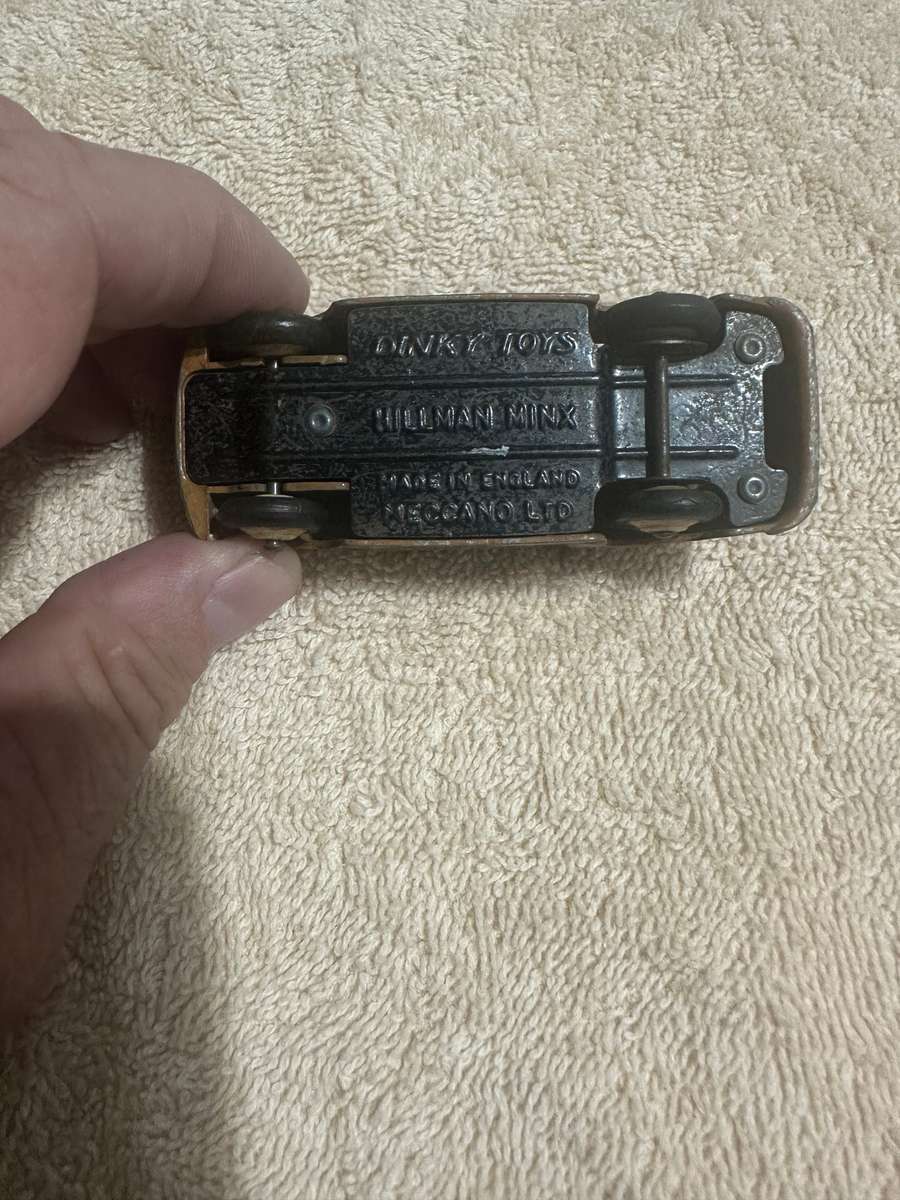 DINKY TOYS
HILLMAN MINX
MADE IN ENGLAND
MECCANO LTD